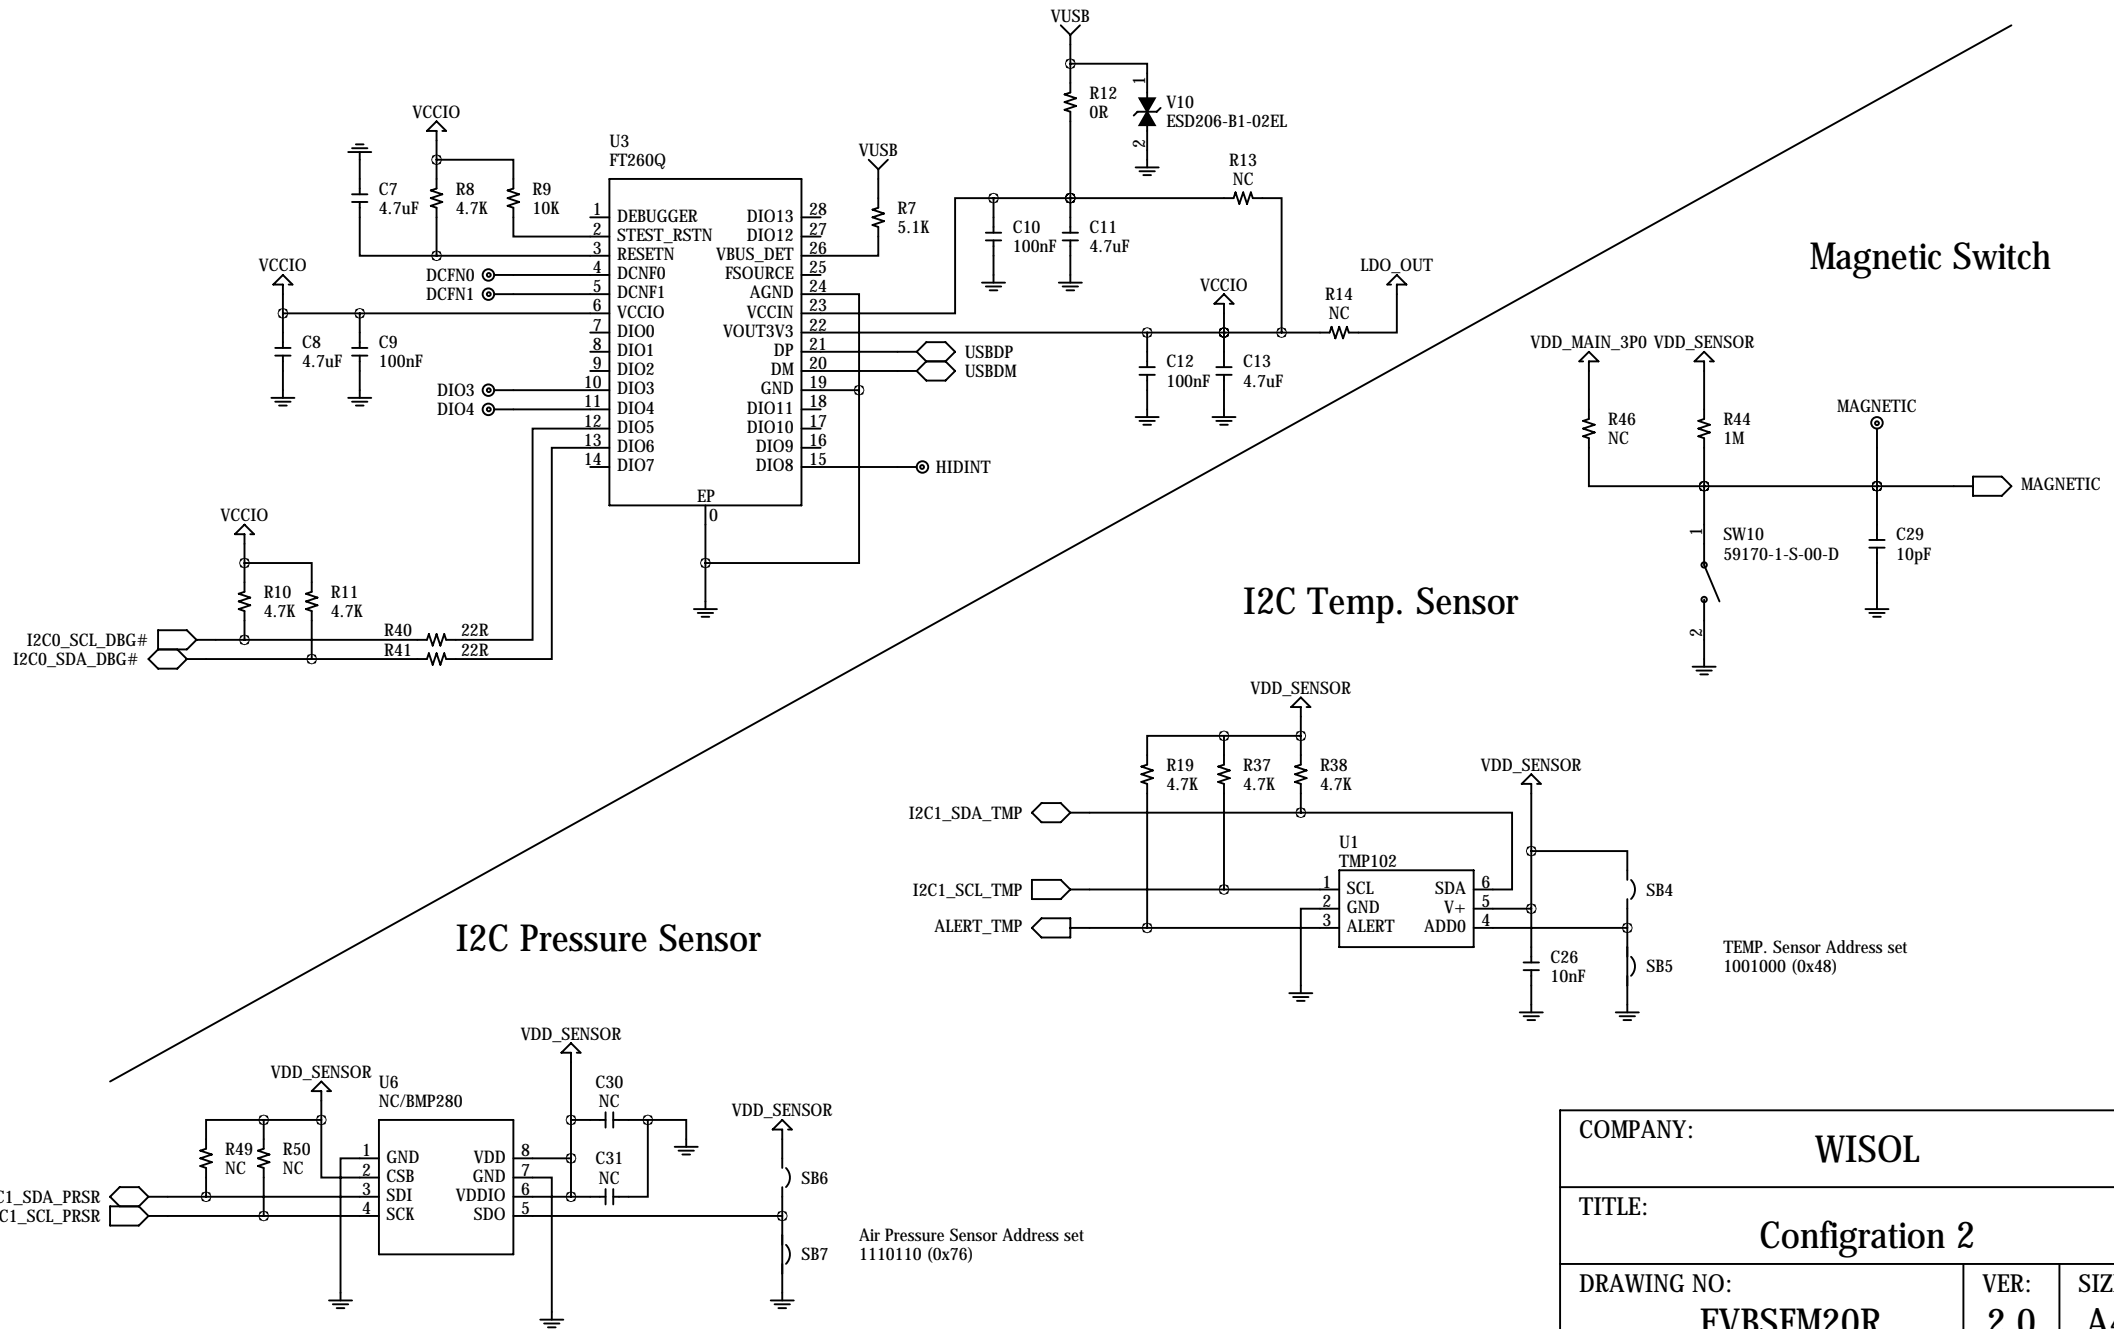 VUSB
R12
0R
1
V10
ESD206-B1-02EL
2
VCCIO
U3
FT260Q
VUSB
R13
NC
C7
4.7uF
R8
4.7K
R9
10K
R7
5.1K
C10
100nF
C11
4.7uF
1 DEBUGGER DIO13 28
2 STEST_RSTN DIO12 27
3 RESETN VBUS_DET 26
4 DCNF0 FSOURCE 25
5 DCNF1 AGND 24
6 VCCIO VCCIN 23
7 DIO0 VOUT3V3 22
8 DIO1 DP 21
9 DIO2 DM 20
10 DIO3 GND 19
11 DIO4 DIO11 18
12 DIO5 DIO10 17
13 DIO6 DIO9 16
14 DIO7 DIO8 15
EP
0
DCFN0
DCFN1
VCCIO
C8
4.7uF
C9
100nF
DIO3
DIO4
VCCIO
LDO_OUT
R14
NC
USBDP
USBDM
C12
100nF
C13
4.7uF
HIDINT
VCCIO
R10
4.7K
R11
4.7K
I2C0_SCL_DBG#
R40 22R
I2C0_SDA_DBG#
R41 22R
Magnetic Switch
VDD_MAIN_3P0 VDD_SENSOR
R46
NC
R44
1M
MAGNETIC
MAGNETIC
1
SW10
59170-1-S-00-D
2
C29
10pF
I2C Temp. Sensor
VDD_SENSOR
R19
4.7K
R37
4.7K
R38
4.7K
VDD_SENSOR
I2C1_SDA_TMP
I2C1_SCL_TMP
ALERT_TMP
U1
TMP102
1 SCL SDA 6
2 GND V+ 5
3 ALERT ADD0 4
SB4
SB5
C26
10nF
TEMP. Sensor Address set
1001000 (0x48)
I2C Pressure Sensor
VDD_SENSOR
VDD_SENSOR
U6
NC/BMP280
C30
NC
VDD_SENSOR
R49
NC
R50
NC
1 GND VDD 8
2 CSB GND 7
3 SDI VDDIO 6
4 SCK SDO 5
C31
NC
C1_SDA_PRSR
C1_SCL_PRSR
SB6
SB7
Air Pressure Sensor Address set
1110110 (0x76)
COMPANY:
WISOL
TITLE:
Configration 2
DRAWING NO:
EVBSFM20R
VER:
2.0